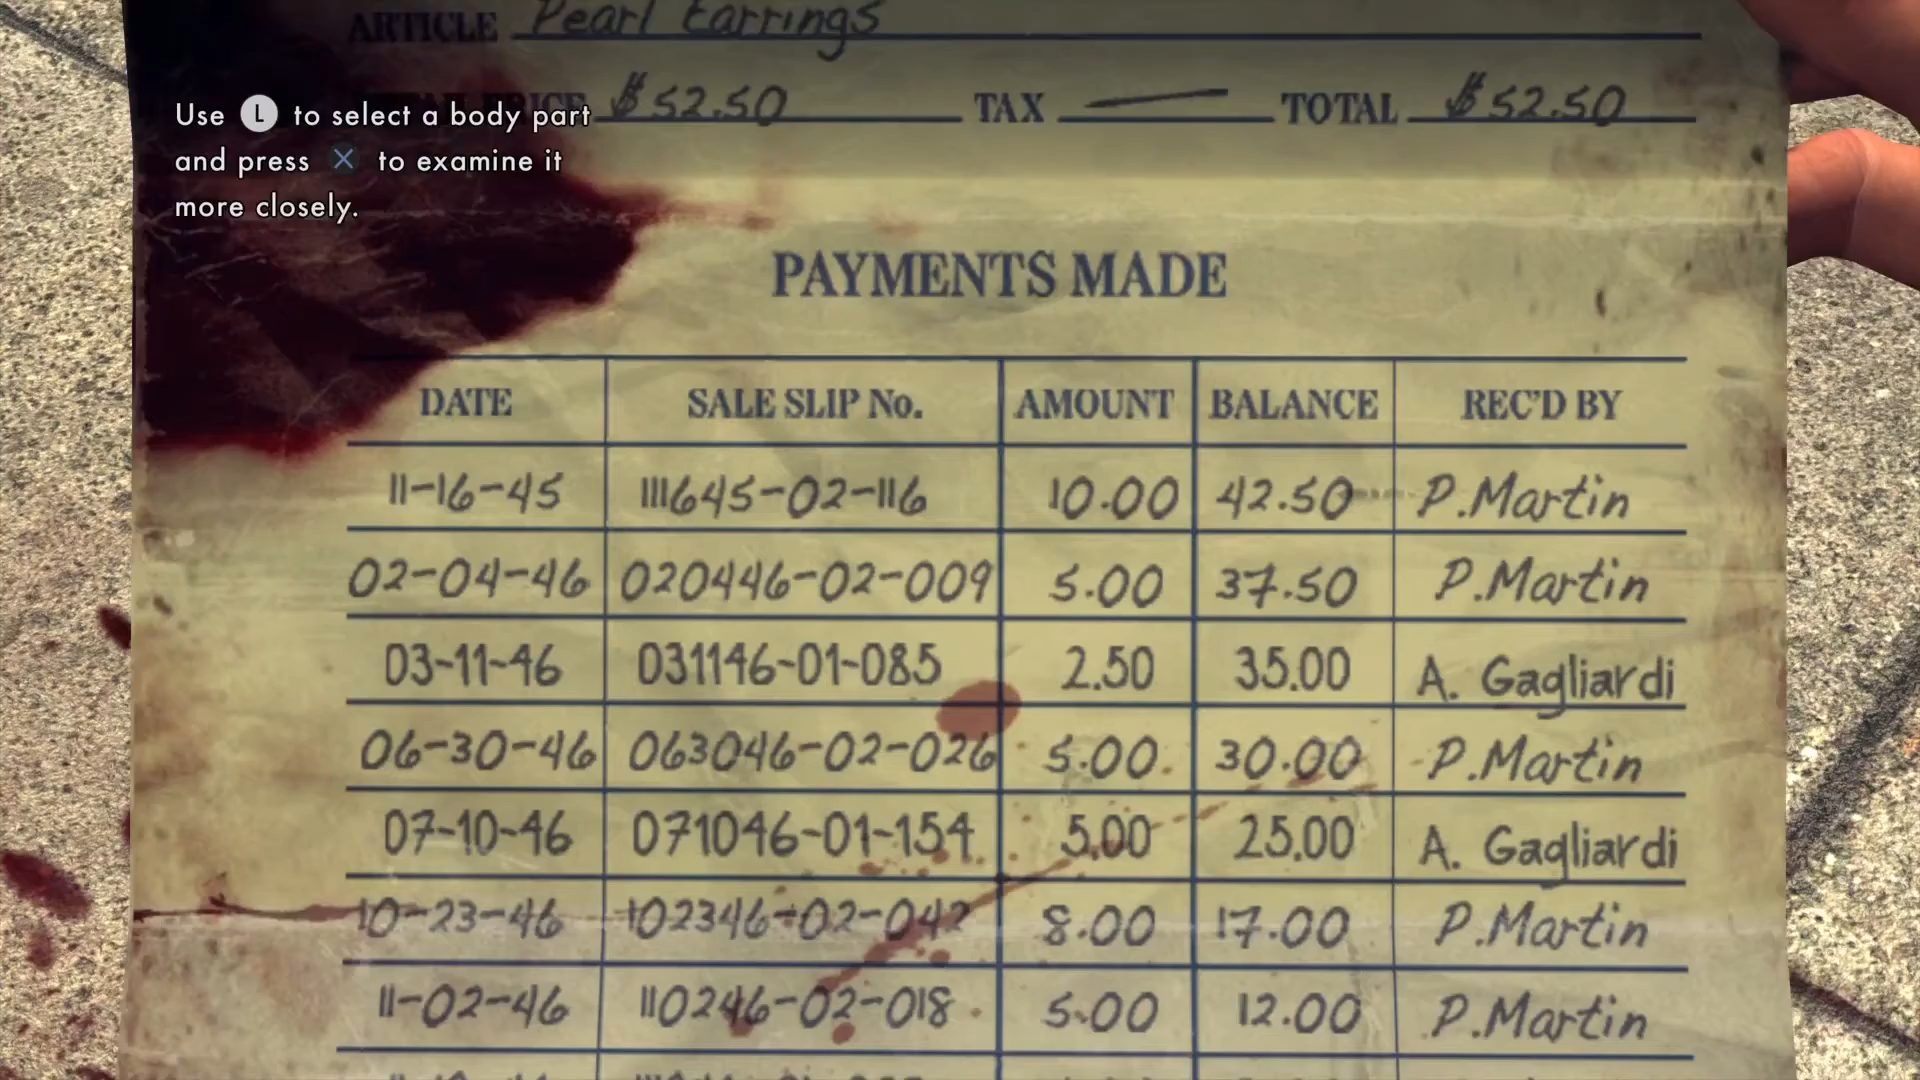 ARTICLE Pearl Earrings
PRICE $52.50 TAX — TOTAL $52.50
Use L to select a body part
and press X to examine it
more closely.
PAYMENTS MADE
DATE SALE SLIP No. AMOUNT BALANCE REC'D BY
11-16-45 111645-02-116 10.00 42.50 P.Martin
02-04-46 020446-02-009 5.00 37.50 P.Martin
03-11-46 031146-01-085 2.50 35.00 A. Gagliardi
06-30-46 063046-02-026 5.00 30.00 P.Martin
07-10-46 071046-01-154 5.00 25.00 A. Gagliardi
10-23-46 102346-02-042 8.00 17.00 P.Martin
11-02-46 110246-02-018 5.00 12.00 P.Martin